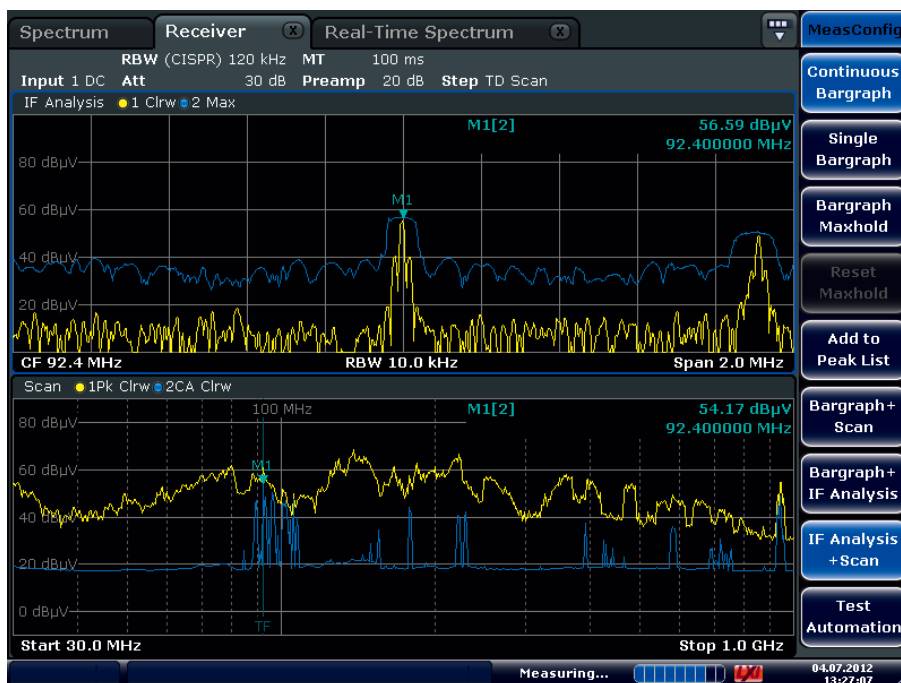 Spectrum Receiver X Real-Time Spectrum X
RBW (CISPR) 120 kHz MT 100 ms
Input 1 DC Att 30 dB Preamp 20 dB Step TD Scan
IF Analysis 1 Clrw 2 Max
M1[2] 56.59 dBµV
92.400000 MHz
80 dBµV
M1
60 dBµV
40 dBµV
20 dBµV
CF 92.4 MHz RBW 10.0 kHz Span 2.0 MHz
Scan 1Pk Clrw 2CA Clrw
100 MHz M1[2] 54.17 dBµV
80 dBµV
92.400000 MHz
60 dBµV
M1
40 dBµV
20 dBµV
0 dBµV
TF
Start 30.0 MHz Stop 1.0 GHz
Measuring... LXI 04.07.2012
13:27:07
MeasConfig
Continuous
Bargraph
Single
Bargraph
Bargraph
Maxhold
Reset
Maxhold
Add to
Peak List
Bargraph+
Scan
Bargraph+
IF Analysis
IF Analysis
+Scan
Test
Automation